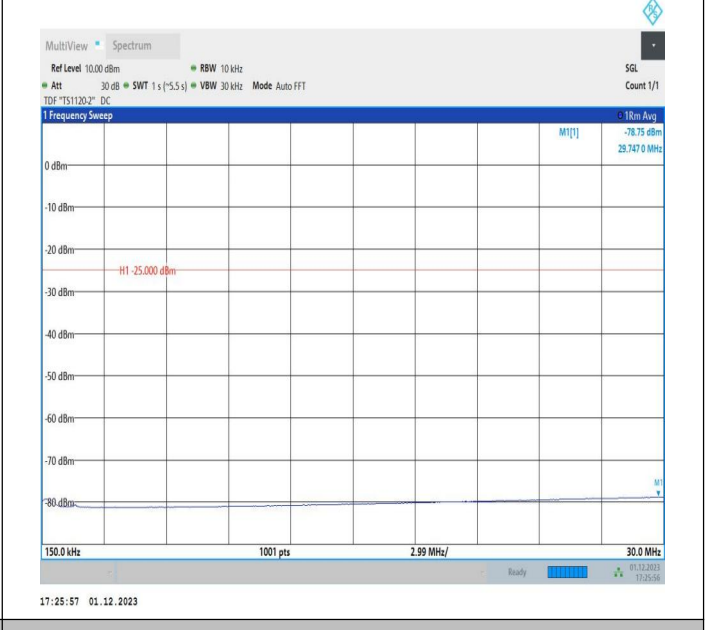 MultiView Spectrum
Ref Level 10.00 dBm RBW 10 kHz SGL
Att 30 dB SWT 1 s (~5.5 s) VBW 30 kHz Mode Auto FFT Count 1/1
TDF "TS1120-2" DC
1 Frequency Sweep 1Rm Avg
M1[1] -78.75 dBm
29.747 0 MHz
0 dBm
-10 dBm
-20 dBm
H1 -25.000 dBm
-30 dBm
-40 dBm
-50 dBm
-60 dBm
-70 dBm
M1
-80 dBm
150.0 kHz 1001 pts 2.99 MHz/ 30.0 MHz
Ready 01.12.2023
17:25:56
17:25:57 01.12.2023